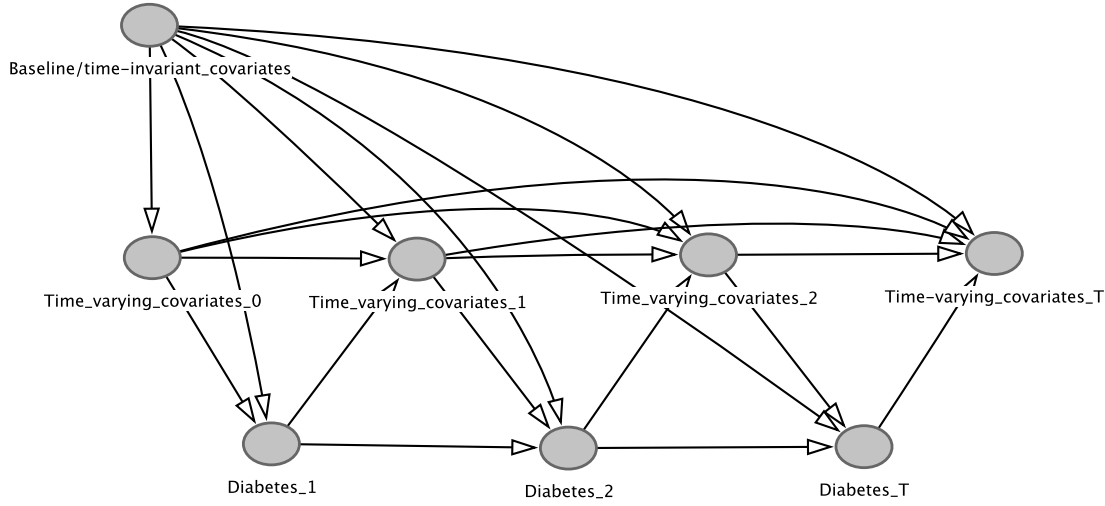 Baseline/time-invariant_covariates
Time_varying_covariates_0
Time_varying_covariates_1
Time_varying_covariates_2
Time-varying_covariates_T
Diabetes_1
Diabetes_2
Diabetes_T